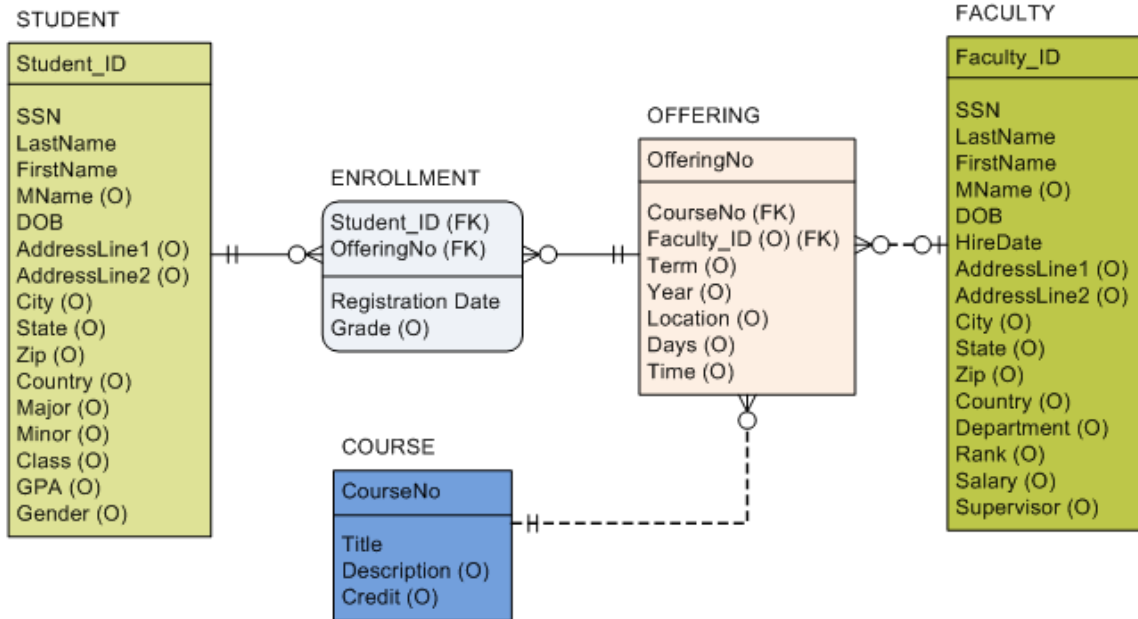 STUDENT
Student_ID
SSN
LastName
FirstName
MName (O)
DOB
AddressLine1 (O)
AddressLine2 (O)
City (O)
State (O)
Zip (O)
Country (O)
Major (O)
Minor (O)
Class (O)
GPA (O)
Gender (O)
ENROLLMENT
Student_ID (FK)
OfferingNo (FK)
Registration Date
Grade (O)
COURSE
CourseNo
Title
Description (O)
Credit (O)
OFFERING
OfferingNo
CourseNo (FK)
Faculty_ID (O) (FK)
Term (O)
Year (O)
Location (O)
Days (O)
Time (O)
FACULTY
Faculty_ID
SSN
LastName
FirstName
MName (O)
DOB
HireDate
AddressLine1 (O)
AddressLine2 (O)
City (O)
State (O)
Zip (O)
Country (O)
Department (O)
Rank (O)
Salary (O)
Supervisor (O)